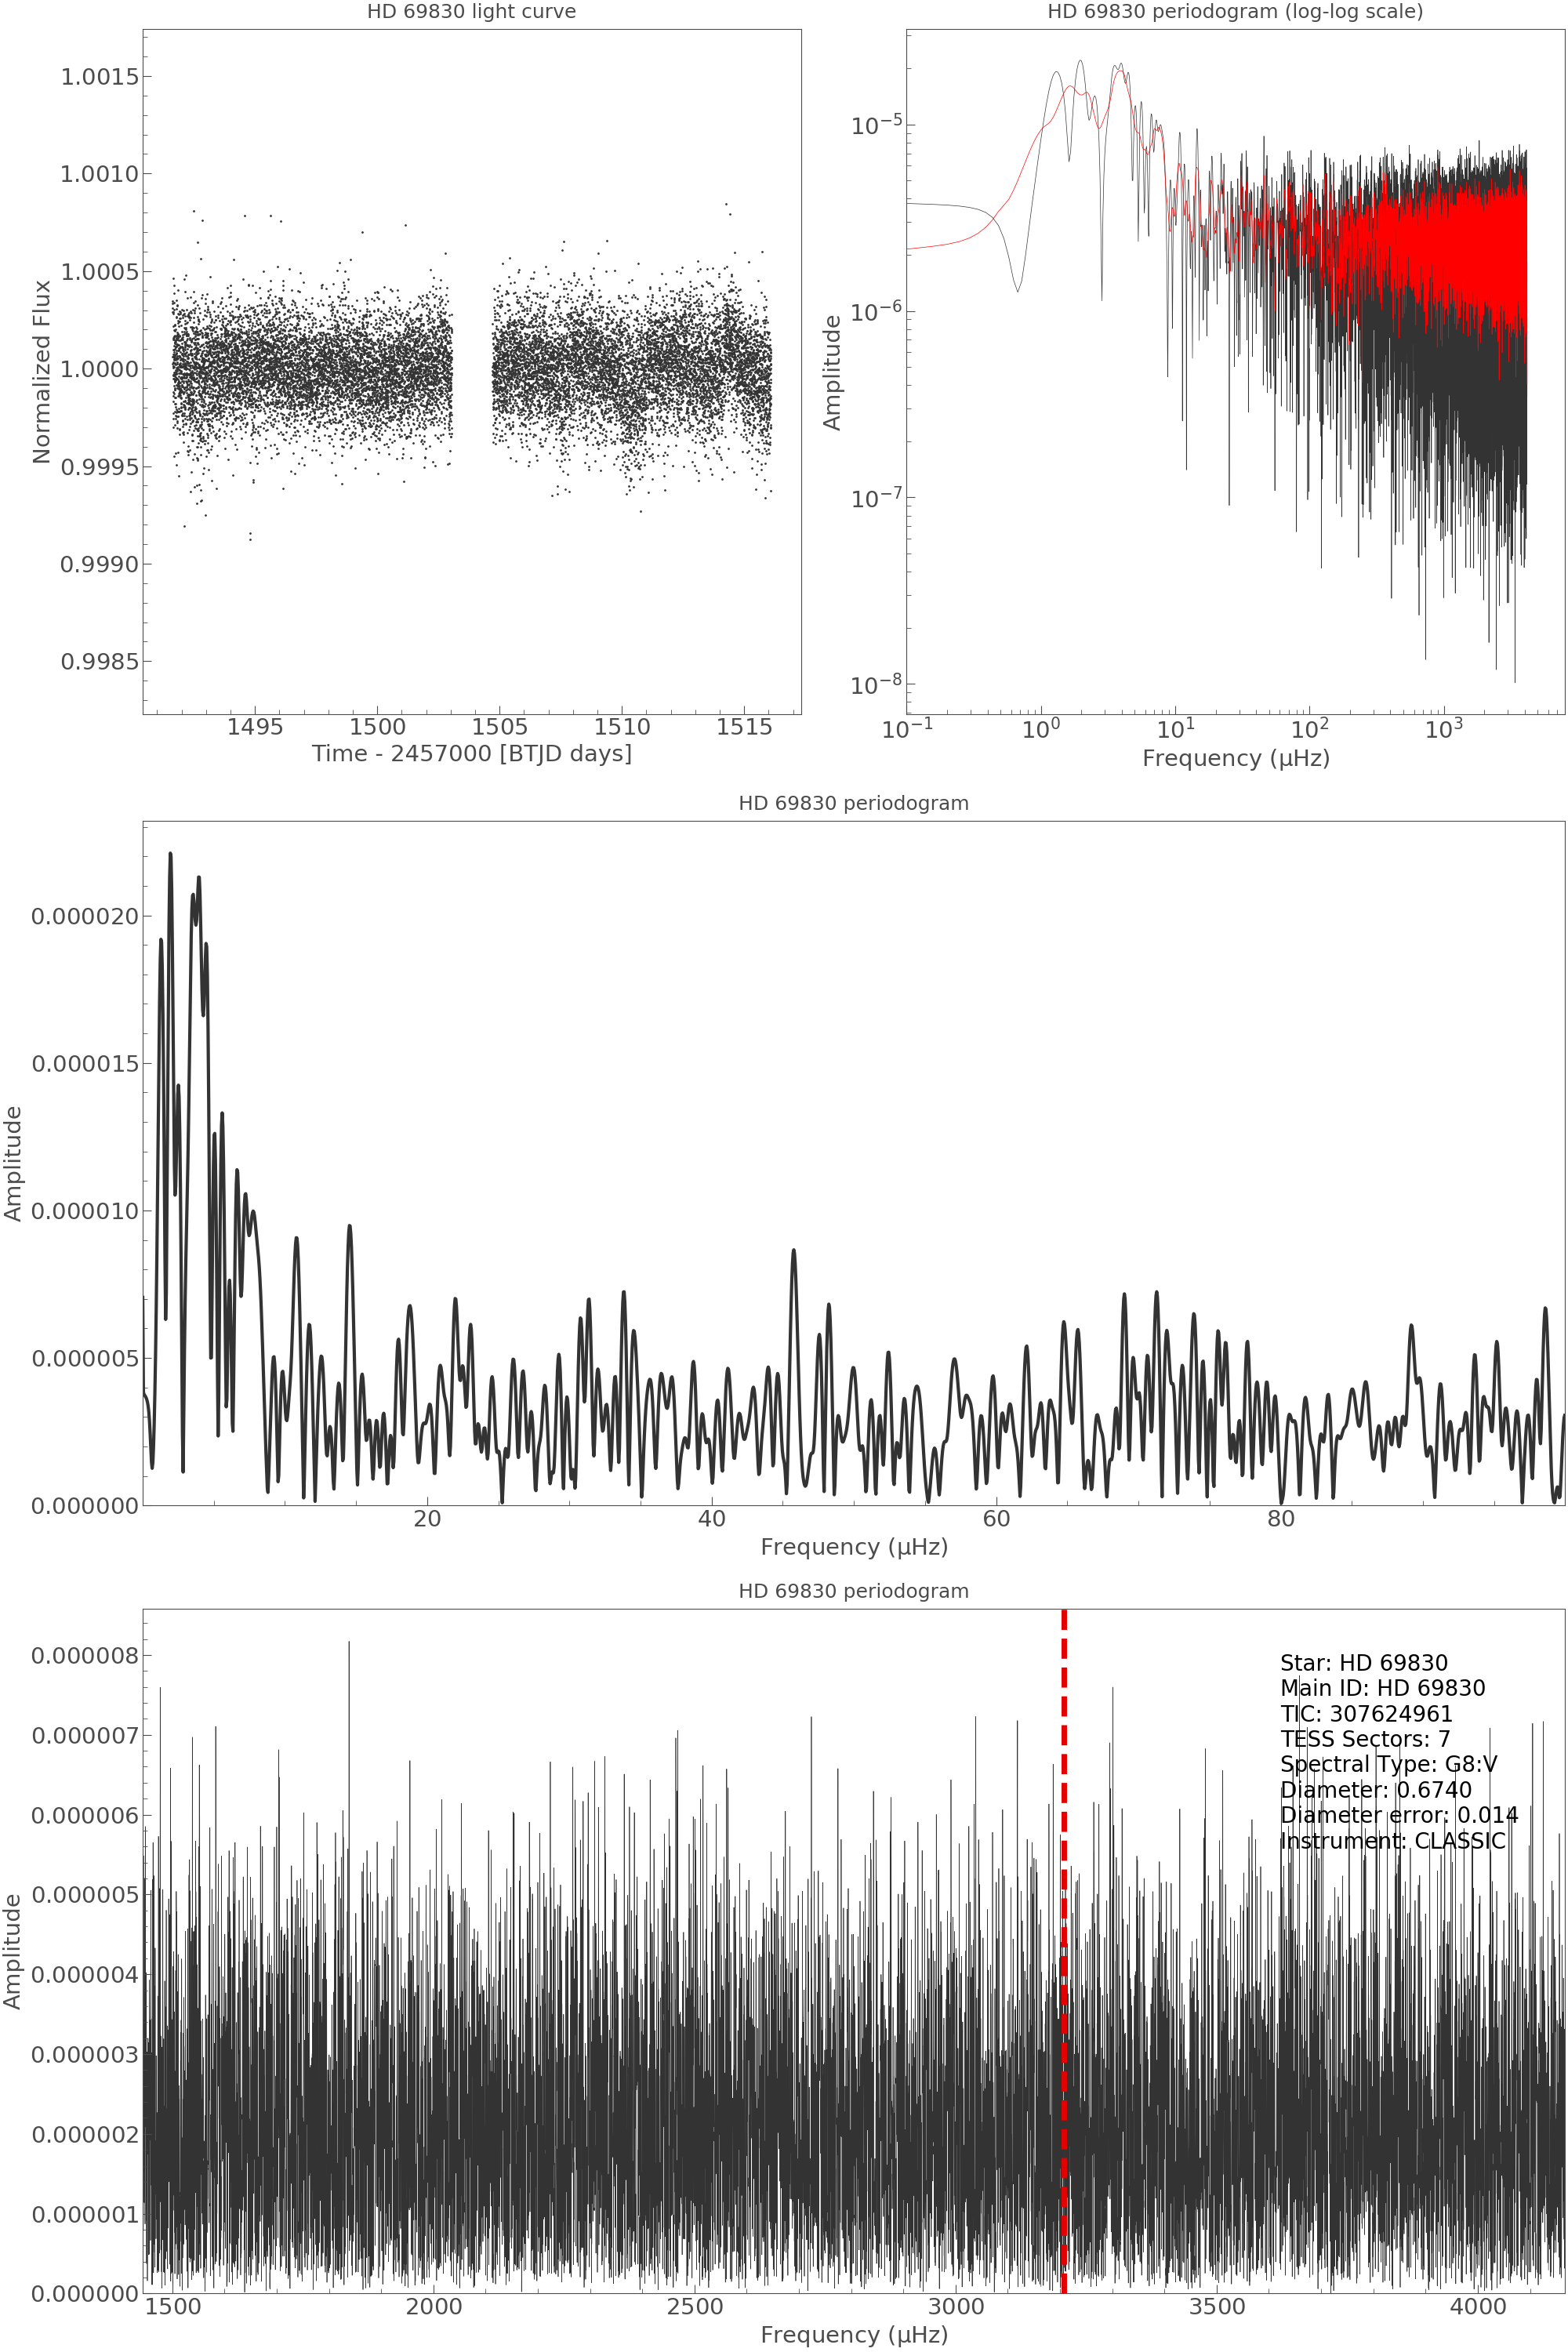 HD 69830 light curve
1.0015
1.0010
1.0005
1.0000
0.9995
0.9990
0.9985
Normalized Flux
1495 1500 1505 1510 1515
Time - 2457000 [BTJD days]
HD 69830 periodogram (log-log scale)
10⁻⁵
10⁻⁶
10⁻⁷
10⁻⁸
Amplitude
10⁻¹ 10⁰ 10¹ 10² 10³
Frequency (μHz)
HD 69830 periodogram
0.000020
0.000015
0.000010
0.000005
0.000000
Amplitude
20 40 60 80
Frequency (μHz)
HD 69830 periodogram
0.000008
0.000007
0.000006
0.000005
0.000004
0.000003
0.000002
0.000001
0.000000
Amplitude
Star: HD 69830
Main ID: HD 69830
TIC: 307624961
TESS Sectors: 7
Spectral Type: G8:V
Diameter: 0.6740
Diameter error: 0.014
Instrument: CLASSIC
1500 2000 2500 3000 3500 4000
Frequency (μHz)